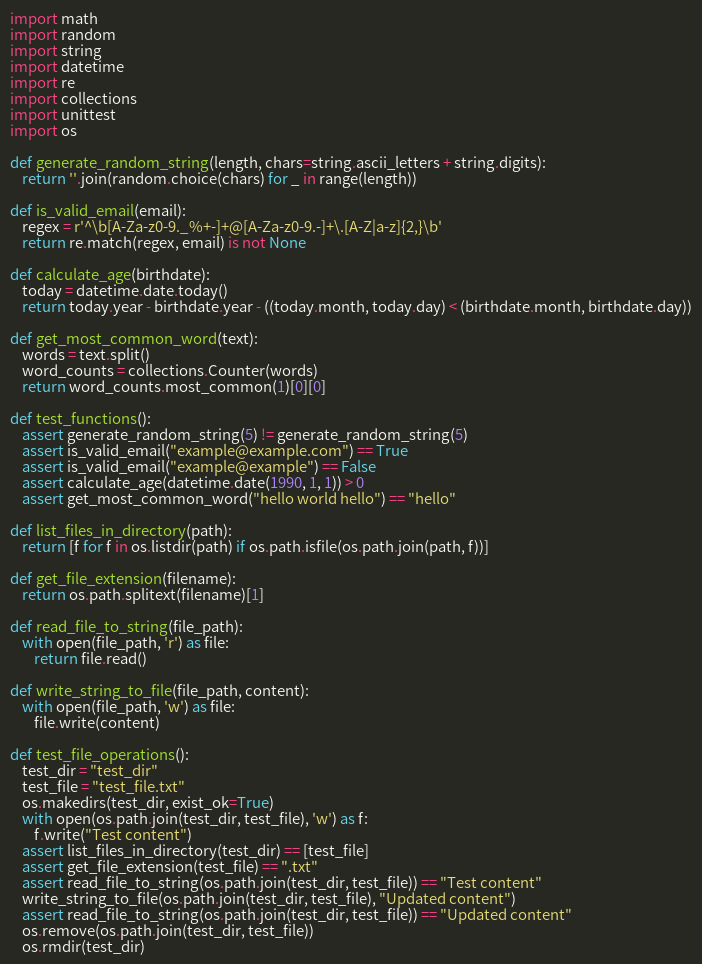 import math
import random
import string
import datetime
import re
import collections
import unittest
import os

def generate_random_string(length, chars=string.ascii_letters + string.digits):
    return ''.join(random.choice(chars) for _ in range(length))

def is_valid_email(email):
    regex = r'^\b[A-Za-z0-9._%+-]+@[A-Za-z0-9.-]+\.[A-Z|a-z]{2,}\b'
    return re.match(regex, email) is not None

def calculate_age(birthdate):
    today = datetime.date.today()
    return today.year - birthdate.year - ((today.month, today.day) < (birthdate.month, birthdate.day))

def get_most_common_word(text):
    words = text.split()
    word_counts = collections.Counter(words)
    return word_counts.most_common(1)[0][0]

def test_functions():
    assert generate_random_string(5) != generate_random_string(5)
    assert is_valid_email("example@example.com") == True
    assert is_valid_email("example@example") == False
    assert calculate_age(datetime.date(1990, 1, 1)) > 0
    assert get_most_common_word("hello world hello") == "hello"

def list_files_in_directory(path):
    return [f for f in os.listdir(path) if os.path.isfile(os.path.join(path, f))]

def get_file_extension(filename):
    return os.path.splitext(filename)[1]

def read_file_to_string(file_path):
    with open(file_path, 'r') as file:
        return file.read()

def write_string_to_file(file_path, content):
    with open(file_path, 'w') as file:
        file.write(content)

def test_file_operations():
    test_dir = "test_dir"
    test_file = "test_file.txt"
    os.makedirs(test_dir, exist_ok=True)
    with open(os.path.join(test_dir, test_file), 'w') as f:
        f.write("Test content")
    assert list_files_in_directory(test_dir) == [test_file]
    assert get_file_extension(test_file) == ".txt"
    assert read_file_to_string(os.path.join(test_dir, test_file)) == "Test content"
    write_string_to_file(os.path.join(test_dir, test_file), "Updated content")
    assert read_file_to_string(os.path.join(test_dir, test_file)) == "Updated content"
    os.remove(os.path.join(test_dir, test_file))
    os.rmdir(test_dir)